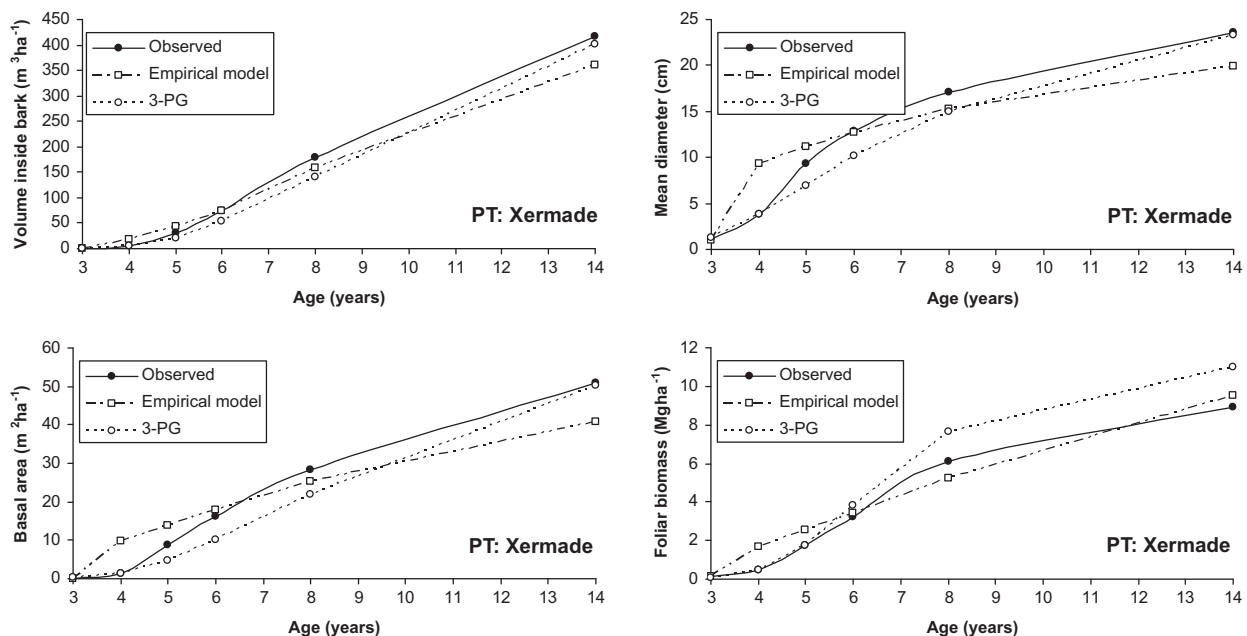 Volume inside bark (m³ha⁻¹)
450
400
350
300
250
200
150
100
50
0
Observed
Empirical model
3-PG
PT: Xermade
3 4 5 6 7 8 9 10 11 12 13 14
Age (years)
Mean diameter (cm)
25
20
15
10
5
0
Observed
Empirical model
3-PG
PT: Xermade
3 4 5 6 7 8 9 10 11 12 13 14
Age (years)
Basal area (m²ha⁻¹)
60
50
40
30
20
10
0
Observed
Empirical model
3-PG
PT: Xermade
3 4 5 6 7 8 9 10 11 12 13 14
Age (years)
Foliar biomass (Mgha⁻¹)
12
10
8
6
4
2
0
Observed
Empirical model
3-PG
PT: Xermade
3 4 5 6 7 8 9 10 11 12 13 14
Age (years)